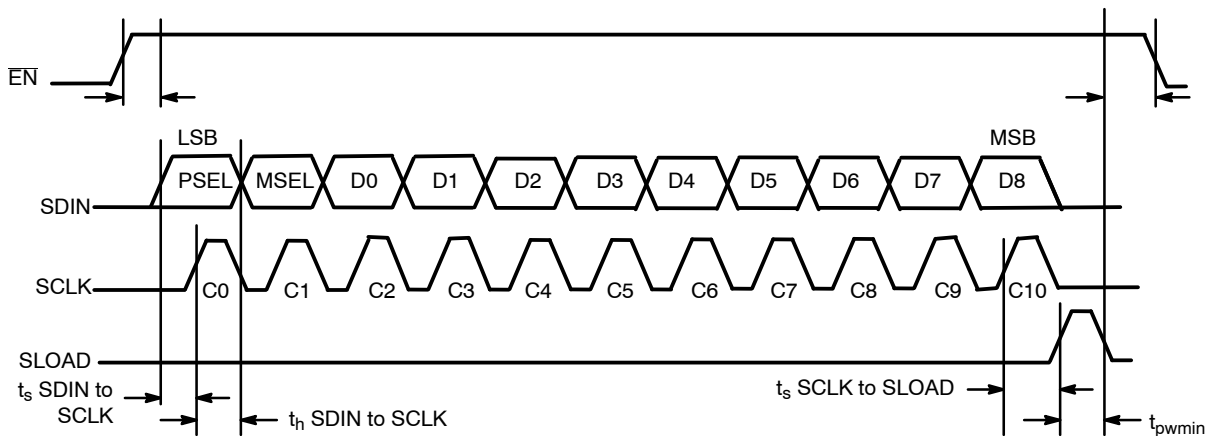 EN
LSB
MSB
PSEL MSEL D0 D1 D2 D3 D4 D5 D6 D7 D8
SDIN
SCLK
C0 C1 C2 C3 C4 C5 C6 C7 C8 C9 C10
SLOAD
ts SDIN to
SCLK
th SDIN to SCLK
ts SCLK to SLOAD
tpwmin